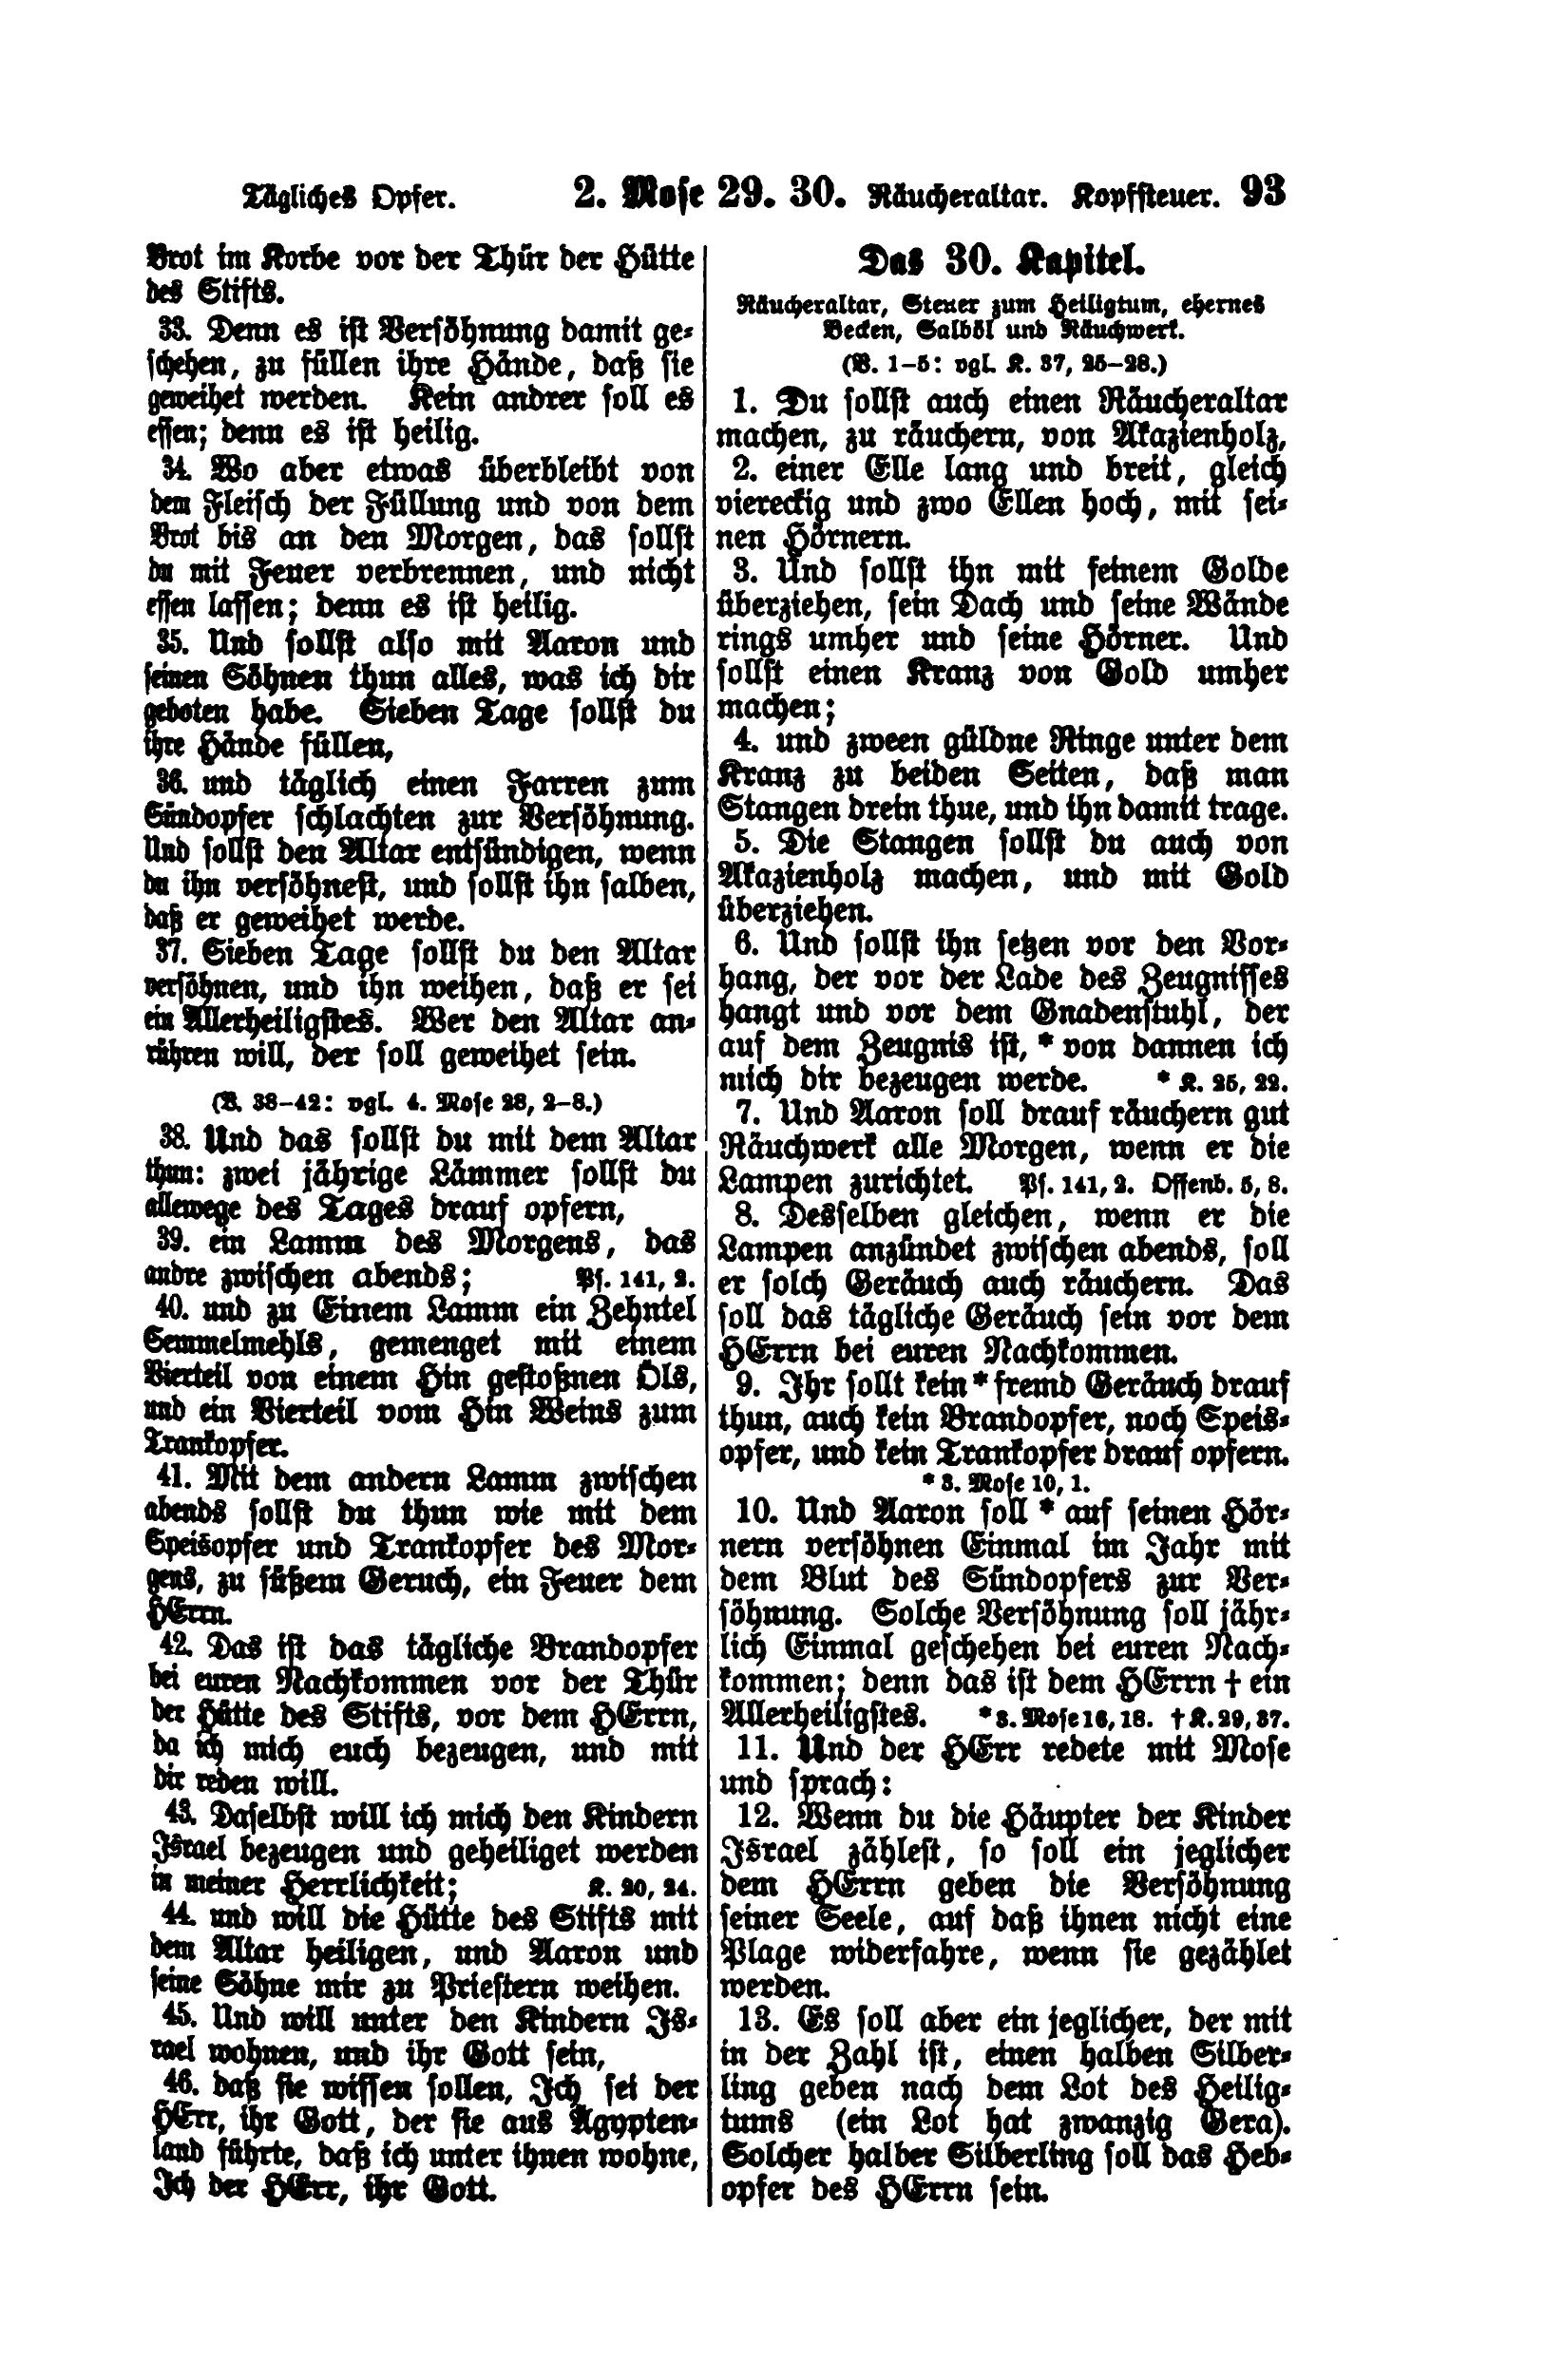 Tägliches Opfer. 2. Mose 29. 30. Räucheraltar. Kopfsteuer. 93
Brot im Korbe vor der Thür der Hütte
des Stifts.
33. Denn es ist Versöhnung damit ge-
schehen, zu füllen ihre Hände, daß sie
geweihet werden. Kein andrer soll es
essen; denn es ist heilig.
34. Wo aber etwas überbleibt von
dem Fleisch der Füllung und von dem
Brot bis an den Morgen, das sollst
du mit Feuer verbrennen, und nicht
essen lassen; denn es ist heilig.
35. Und sollst also mit Aaron und
seinen Söhnen thun alles, was ich dir
geboten habe. Sieben Tage sollst du
ihre Hände füllen,
36. und täglich einen Farren zum
Sündopfer schlachten zur Versöhnung.
Und sollst den Altar entsündigen, wenn
du ihn versöhnest, und sollst ihn salben,
daß er geweihet werde.
37. Sieben Tage sollst du den Altar
versöhnen, und ihn weihen, daß er sei
ein Allerheiligstes. Wer den Altar an-
rühren will, der soll geweihet sein.
(V. 38–42: vgl. 4. Mose 28, 2–8.)
38. Und das sollst du mit dem Altar
thun: zwei jährige Lämmer sollst du
allewege des Tages drauf opfern,
39. ein Lamm des Morgens, das
andre zwischen abends; Ps. 141, 2.
40. und zu Einem Lamm ein Zehntel
Semmelmehls, gemenget mit einem
Vierteil von einem Hin gestoßnen Öls,
und ein Vierteil vom Hin Weins zum
Trankopfer.
41. Mit dem andern Lamm zwischen
abends sollst du thun wie mit dem
Speisopfer und Trankopfer des Mor-
gens, zu süßem Geruch, ein Feuer dem
HErrn.
42. Das ist das tägliche Brandopfer
bei euren Nachkommen vor der Thür
der Hütte des Stifts, vor dem HErrn,
da ich mich euch bezeugen, und mit
dir reden will.
43. Daselbst will ich mich den Kindern
Israel bezeugen und geheiliget werden
in meiner Herrlichkeit; K. 20, 24.
44. und will die Hütte des Stifts mit
dem Altar heiligen, und Aaron und
seine Söhne mir zu Priestern weihen.
45. Und will unter den Kindern Is-
rael wohnen, und ihr Gott sein,
46. daß sie wissen sollen, Ich sei der
HErr, ihr Gott, der sie aus Ägypten-
land führte, daß ich unter ihnen wohne,
Ich der HErr, ihr Gott.
Das 30. Kapitel.
Räucheraltar, Steuer zum Heiligtum, ehernes
Becken, Salböl und Räuchwerk.
(V. 1–5: vgl. K. 37, 25–28.)
1. Du sollst auch einen Räucheraltar
machen, zu räuchern, von Akazienholz,
2. einer Elle lang und breit, gleich
viereckig und zwo Ellen hoch, mit sei-
nen Hörnern.
3. Und sollst ihn mit feinem Golde
überziehen, sein Dach und seine Wände
rings umher und seine Hörner. Und
sollst einen Kranz von Gold umher
machen;
4. und zween güldne Ringe unter dem
Kranz zu beiden Seiten, daß man
Stangen drein thue, und ihn damit trage.
5. Die Stangen sollst du auch von
Akazienholz machen, und mit Gold
überziehen.
6. Und sollst ihn setzen vor den Vor-
hang, der vor der Lade des Zeugnisses
hangt und vor dem Gnadenstuhl, der
auf dem Zeugnis ist, * von dannen ich
mich dir bezeugen werde. * K. 25, 22.
7. Und Aaron soll drauf räuchern gut
Räuchwerk alle Morgen, wenn er die
Lampen zurichtet. Ps. 141, 2. Offenb. 5, 8.
8. Desselben gleichen, wenn er die
Lampen anzündet zwischen abends, soll
er solch Geräuch auch räuchern. Das
soll das tägliche Geräuch sein vor dem
HErrn bei euren Nachkommen.
9. Ihr sollt kein * fremd Geräuch drauf
thun, auch kein Brandopfer, noch Speis-
opfer, und kein Trankopfer drauf opfern.
* 3. Mose 10, 1.
10. Und Aaron soll * auf seinen Hör-
nern versöhnen Einmal im Jahr mit
dem Blut des Sündopfers zur Ver-
söhnung. Solche Versöhnung soll jähr-
lich Einmal geschehen bei euren Nach-
kommen; denn das ist dem HErrn † ein
Allerheiligstes. * 3. Mose 16, 18. † K. 29, 37.
11. Und der HErr redete mit Mose
und sprach:
12. Wenn du die Häupter der Kinder
Israel zählest, so soll ein jeglicher
dem HErrn geben die Versöhnung
seiner Seele, auf daß ihnen nicht eine
Plage widerfahre, wenn sie gezählet
werden.
13. Es soll aber ein jeglicher, der mit
in der Zahl ist, einen halben Silber-
ling geben nach dem Lot des Heilig-
tums (ein Lot hat zwanzig Gera).
Solcher halber Silberling soll das Heb-
opfer des HErrn sein.